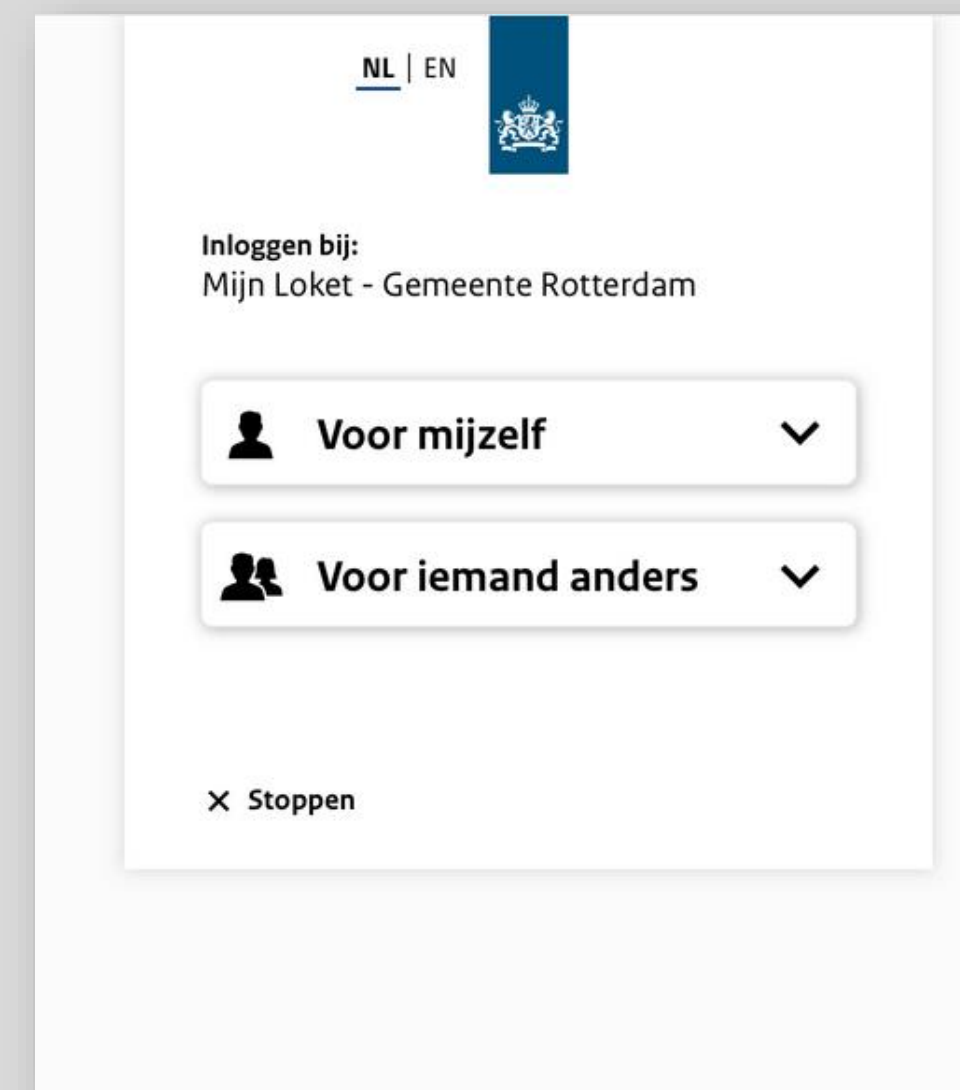 NL | EN
Inloggen bij:
Mijn Loket - Gemeente Rotterdam
Voor mijzelf
Voor iemand anders
Stoppen